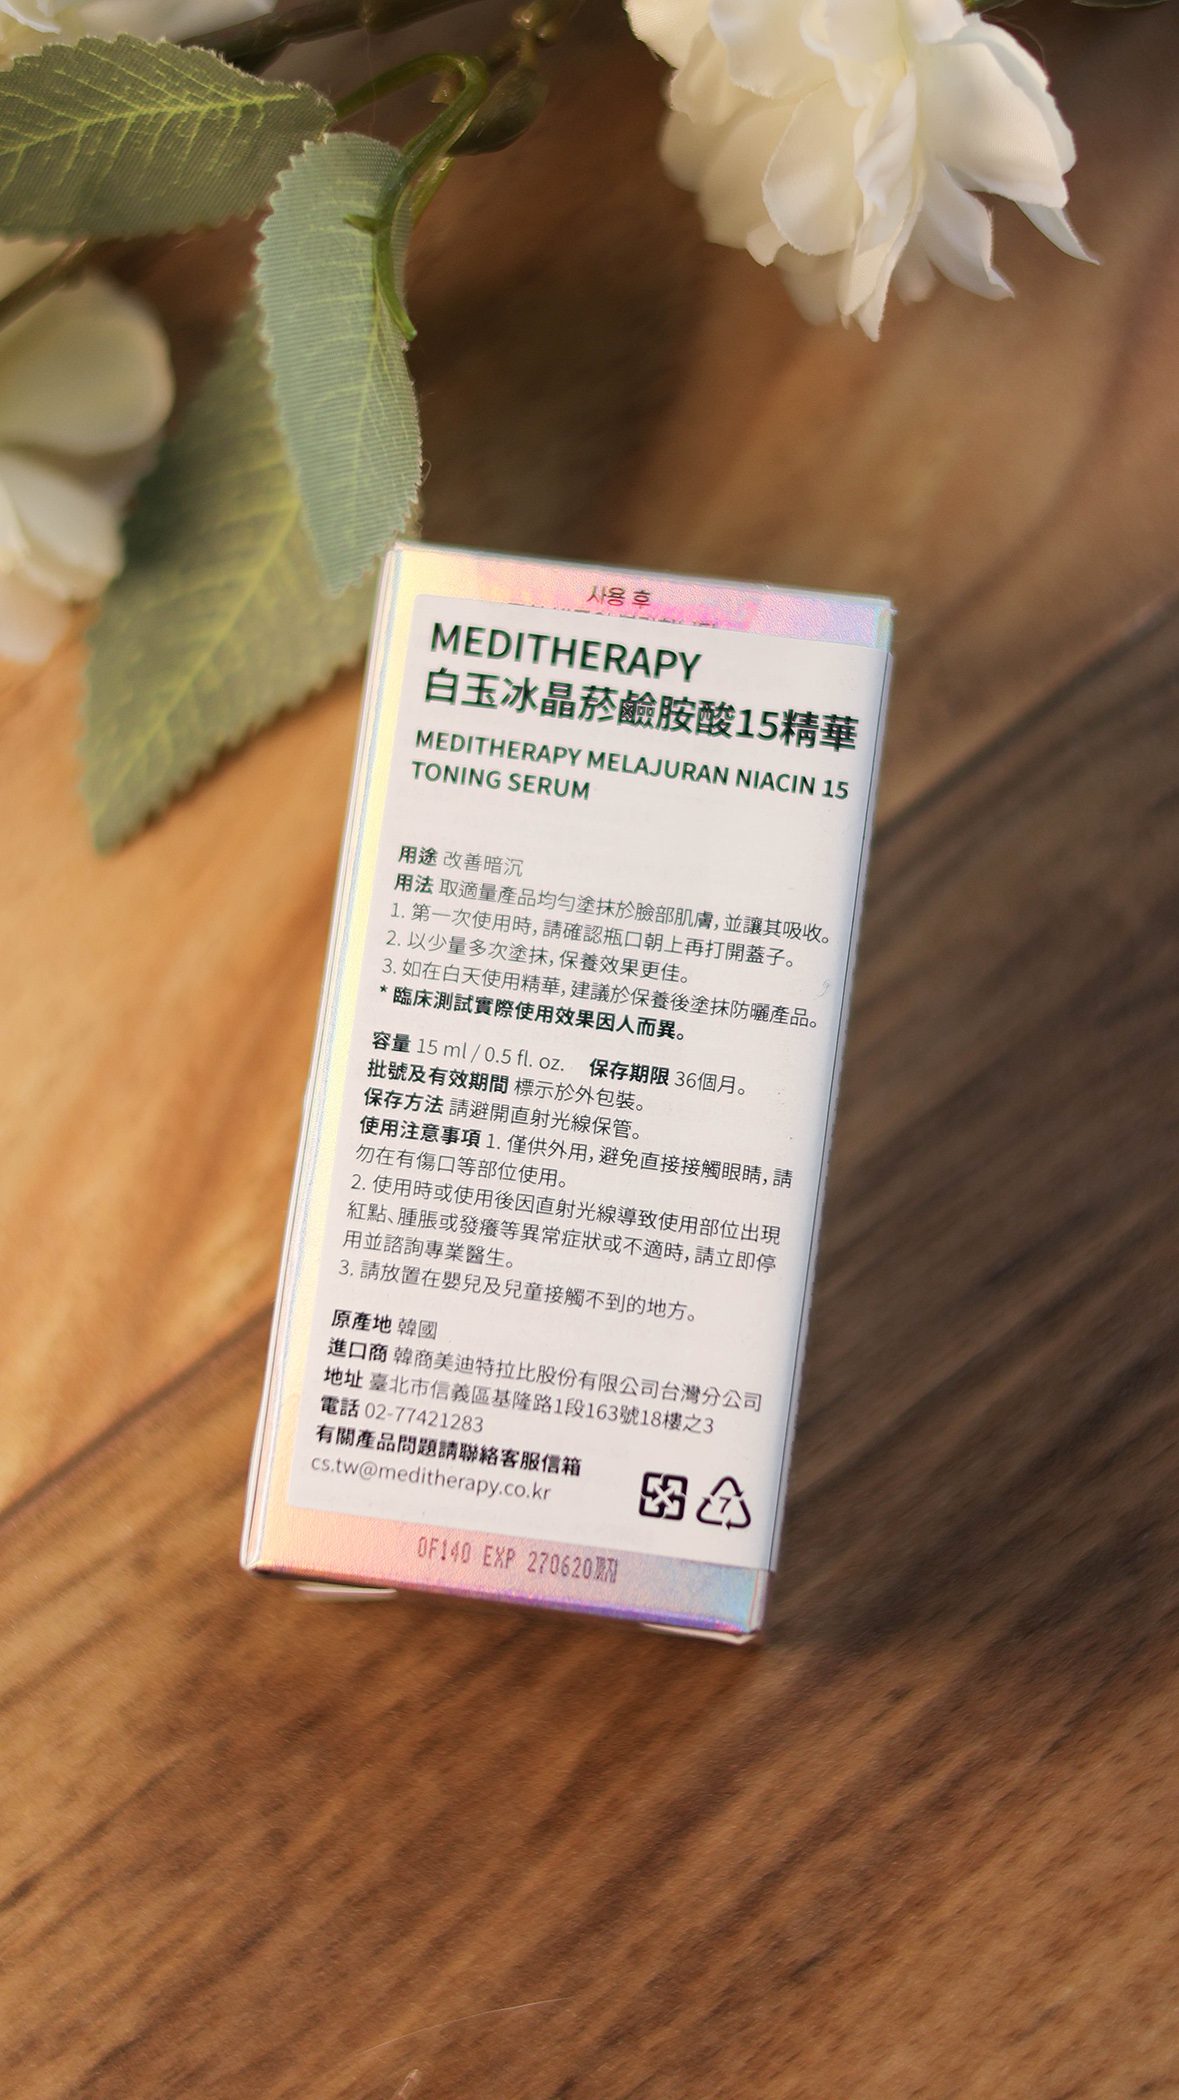 사용 후
MEDITHERAPY
白玉冰晶菸鹼胺酸15精華
MEDITHERAPY MELAJURAN NIACIN 15
TONING SERUM
用途 改善暗沉
用法 取適量產品均勻塗抹於臉部肌膚，並讓其吸收。
1. 第一次使用時，請確認瓶口朝上再打開蓋子。
2. 以少量多次塗抹，保養效果更佳。
3. 如在白天使用精華，建議於保養後塗抹防曬產品。
* 臨床測試實際使用效果因人而異。
容量 15 ml / 0.5 fl. oz. 保存期限 36個月。
批號及有效期間 標示於外包裝。
保存方法 請避開直射光線保管。
使用注意事項 1. 僅供外用，避免直接接觸眼睛，請
勿在有傷口等部位使用。
2. 使用時或使用後因直射光線導致使用部位出現
紅點、腫脹或發癢等異常症狀或不適時，請立即停
用並諮詢專業醫生。
3. 請放置在嬰兒及兒童接觸不到的地方。
原產地 韓國
進口商 韓商美迪特拉比股份有限公司台灣分公司
地址 臺北市信義區基隆路1段163號18樓之3
電話 02-77421283
有關產品問題請聯絡客服信箱
cs.tw@meditherapy.co.kr
7
0F140 EXP 270620까지